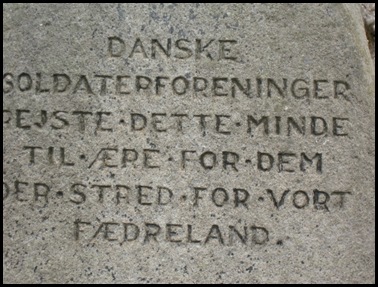 DANSKE
SOLDATERFORENINGER
REJSTE·DETTE·MINDE
TIL·ÆRE·FOR·DEM
DER·STRED·FOR·VORT
FÆDRELAND.